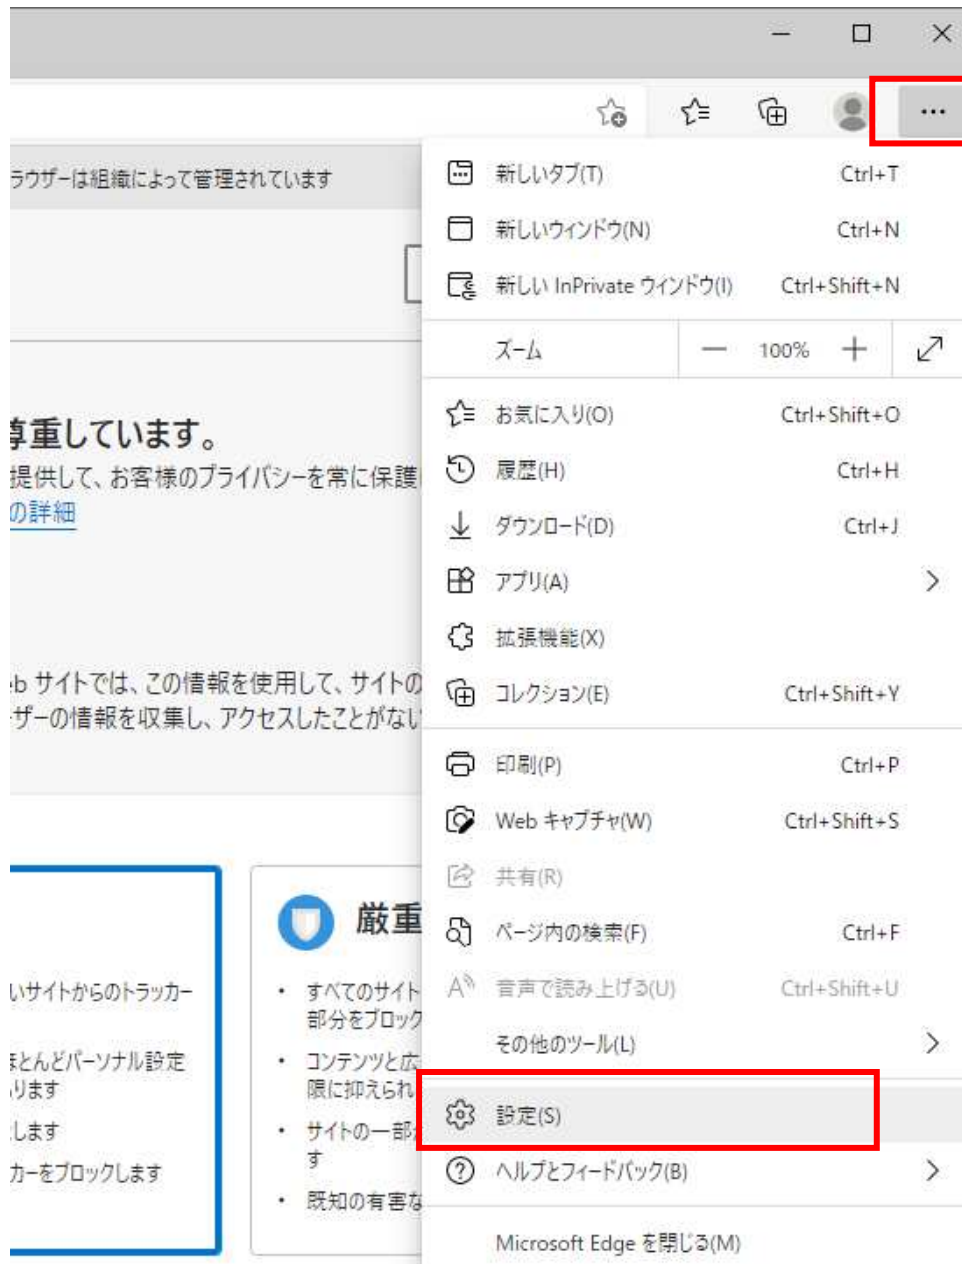 ラウザーは組織によって管理されています
尊重しています。
提供して、お客様のプライバシーを常に保護
の詳細
b サイトでは、この情報を使用して、サイトの
ザーの情報を収集し、アクセスしたことがない
いサイトからのトラッカー
ほとんどパーソナル設定
ります
します
カーをブロックします
厳重
• すべてのサイト
部分をブロック
• コンテンツと広
限に抑えられ
• サイトの一部
す
• 既知の有害な
新しいタブ(T) Ctrl+T
新しいウィンドウ(N) Ctrl+N
新しい InPrivate ウィンドウ(I) Ctrl+Shift+N
ズーム — 100% +
お気に入り(O) Ctrl+Shift+O
履歴(H) Ctrl+H
ダウンロード(D) Ctrl+J
アプリ(A)
拡張機能(X)
コレクション(E) Ctrl+Shift+Y
印刷(P) Ctrl+P
Web キャプチャ(W) Ctrl+Shift+S
共有(R)
ページ内の検索(F) Ctrl+F
音声で読み上げる(U) Ctrl+Shift+U
その他のツール(L)
設定(S)
ヘルプとフィードバック(B)
Microsoft Edge を閉じる(M)